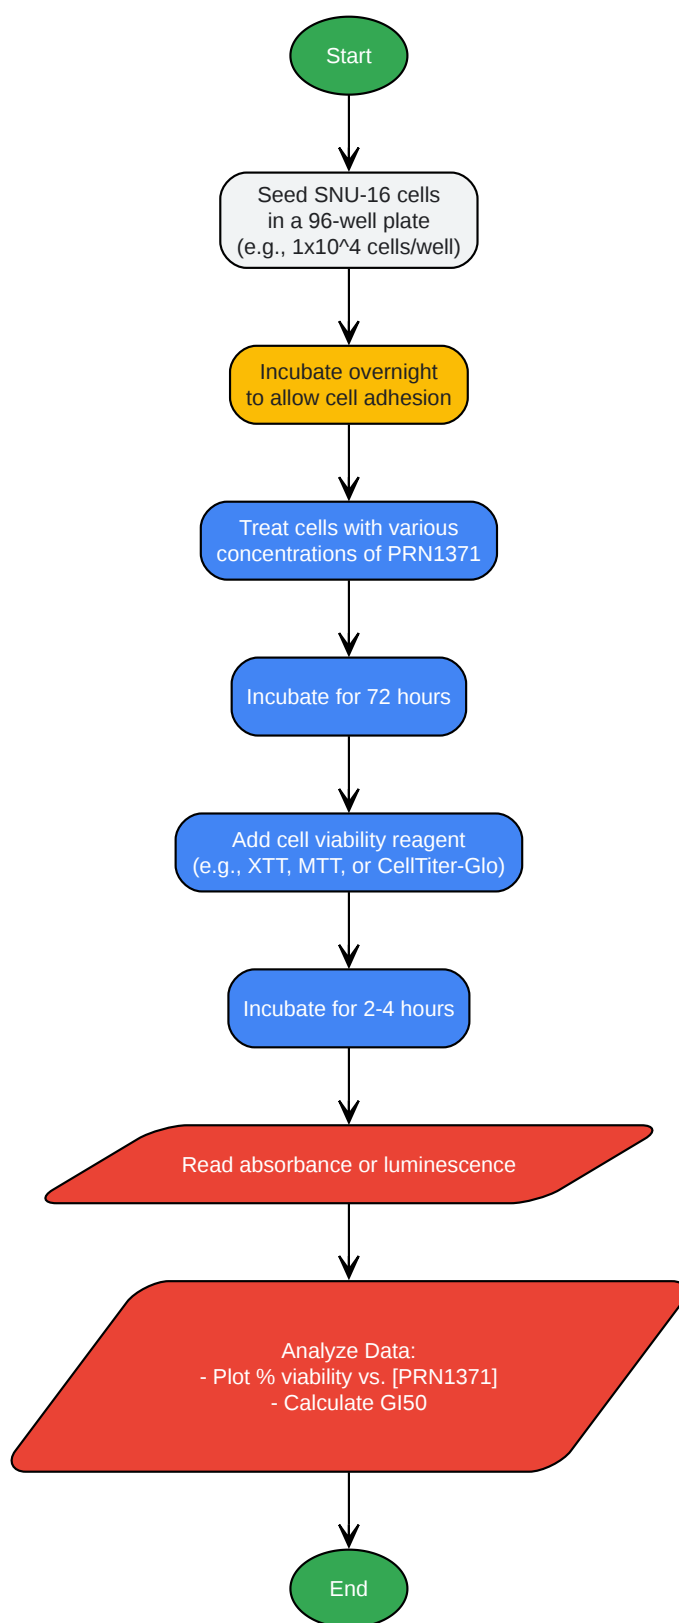 Start
Seed SNU-16 cells
in a 96-well plate
(e.g., 1x10^4 cells/well)
Incubate overnight
to allow cell adhesion
Treat cells with various
concentrations of PRN1371
Incubate for 72 hours
Add cell viability reagent
(e.g., XTT, MTT, or CellTiter-Glo)
Incubate for 2-4 hours
Read absorbance or luminescence
Analyze Data:
- Plot % viability vs. [PRN1371]
- Calculate GI50
End